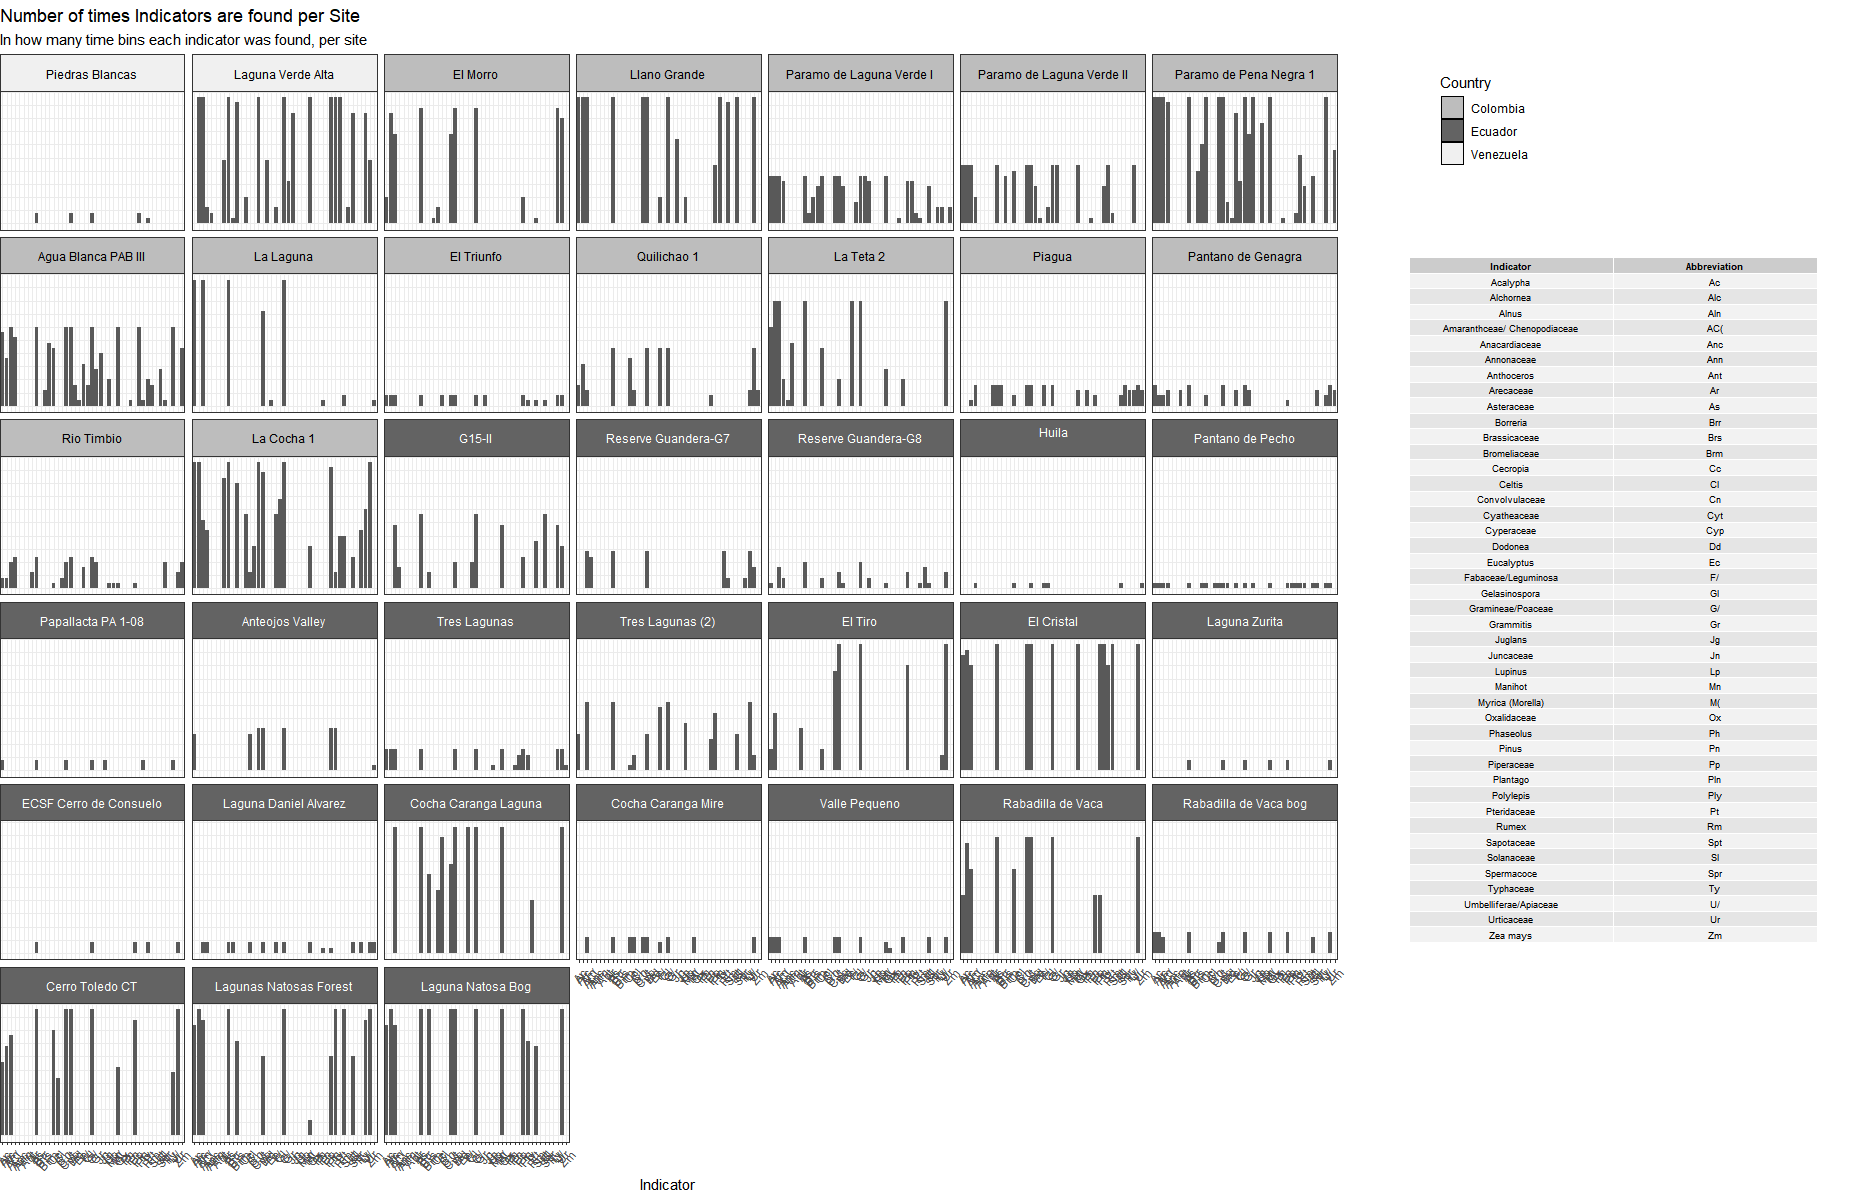 Number of times Indicators are found per Site
In how many time bins each indicator was found, per site
Piedras Blancas
Laguna Verde Alta
El Morro
Llano Grande
Paramo de Laguna Verde I
Paramo de Laguna Verde II
Paramo de Pena Negra 1
Agua Blanca PAB III
La Laguna
El Triunfo
Quilichao 1
La Teta 2
Piagua
Pantano de Genagra
Rio Timbio
La Cocha 1
G15-II
Reserve Guandera-G7
Reserve Guandera-G8
Huila
Pantano de Pecho
Papallacta PA 1-08
Anteojos Valley
Tres Lagunas
Tres Lagunas (2)
El Tiro
El Cristal
Laguna Zurita
ECSF Cerro de Consuelo
Laguna Daniel Alvarez
Cocha Caranga Laguna
Cocha Caranga Mire
Valle Pequeno
Rabadilla de Vaca
Rabadilla de Vaca bog
Cerro Toledo CT
Lagunas Natosas Forest
Laguna Natosa Bog
Indicator
Country
Colombia
Ecuador
Venezuela
Indicator Abbreviation
Acalypha Ac
Alchornea Alc
Alnus Aln
Amaranthceae/ Chenopodiaceae AC(
Anacardiaceae Anc
Annonaceae Ann
Anthoceros Ant
Arecaceae Ar
Asteraceae As
Borreria Brr
Brassicaceae Brs
Bromeliaceae Brm
Cecropia Cc
Celtis Cl
Convolvulaceae Cn
Cyatheaceae Cyt
Cyperaceae Cyp
Dodonea Dd
Eucalyptus Ec
Fabaceae/Leguminosa F/
Gelasinospora Gl
Gramineae/Poaceae G/
Grammitis Gr
Juglans Jg
Juncaceae Jn
Lupinus Lp
Manihot Mn
Myrica (Morella) M(
Oxalidaceae Ox
Phaseolus Ph
Pinus Pn
Piperaceae Pp
Plantago Pln
Polylepis Ply
Pteridaceae Pt
Rumex Rm
Sapotaceae Spt
Solanaceae Sl
Spermacoce Spr
Typhaceae Ty
Umbelliferae/Apiaceae U/
Urticaceae Ur
Zea mays Zm